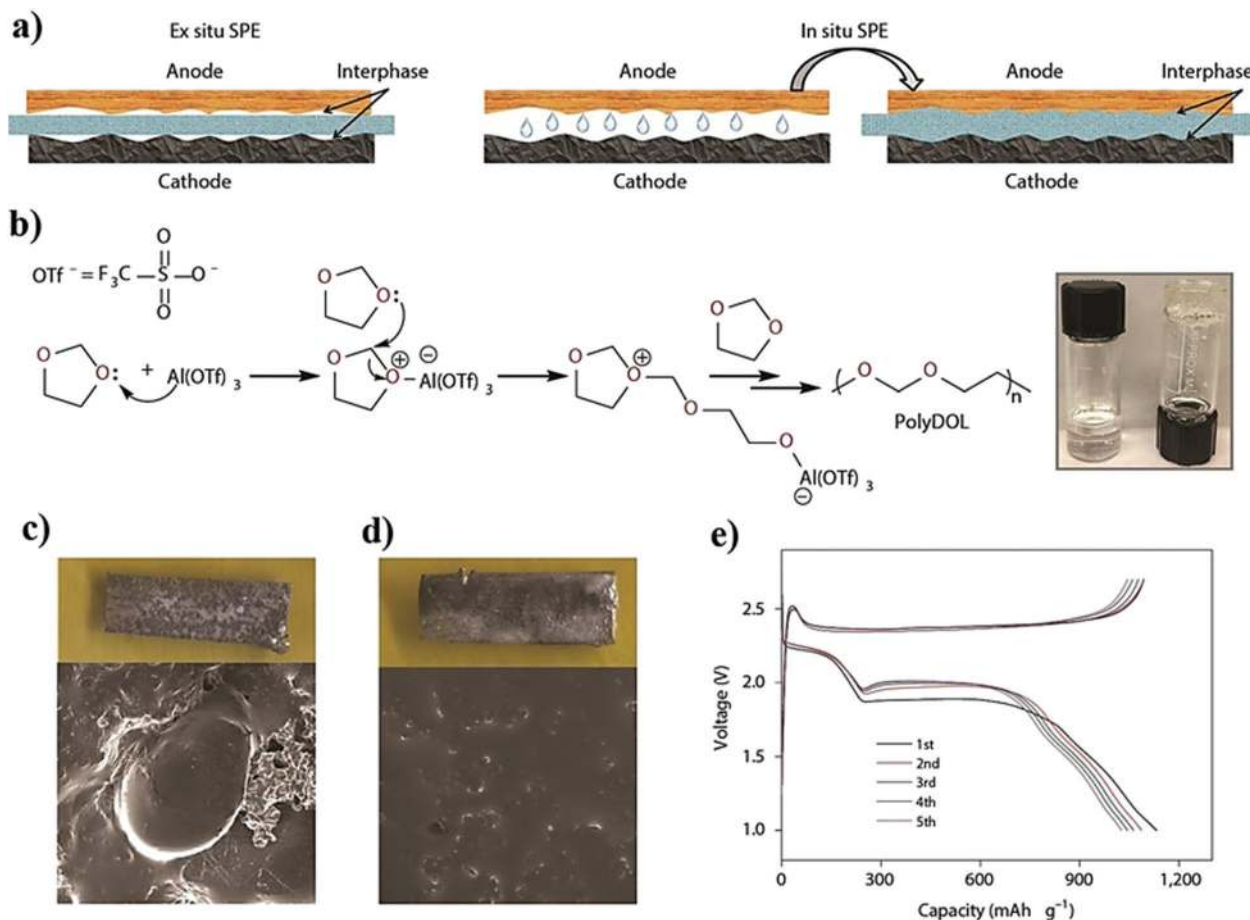 a)
Ex situ SPE
In situ SPE
Anode
Interphase
Anode
Anode
Interphase
Cathode
Cathode
Cathode
b)
OTf⁻ = F₃C—S—O⁻
O
O
O
O:
+ Al(OTf)₃
O
O:
O
⊕ ⊖
O—Al(OTf)₃
O
⊕
O
O
O
Al(OTf)₃
⊖
O
O
( O O )n
PolyDOL
c)
d)
e)
Voltage (V)
2.5
2.0
1.5
1.0
1st
2nd
3rd
4th
5th
0 300 600 900 1,200
Capacity (mAh g⁻¹)